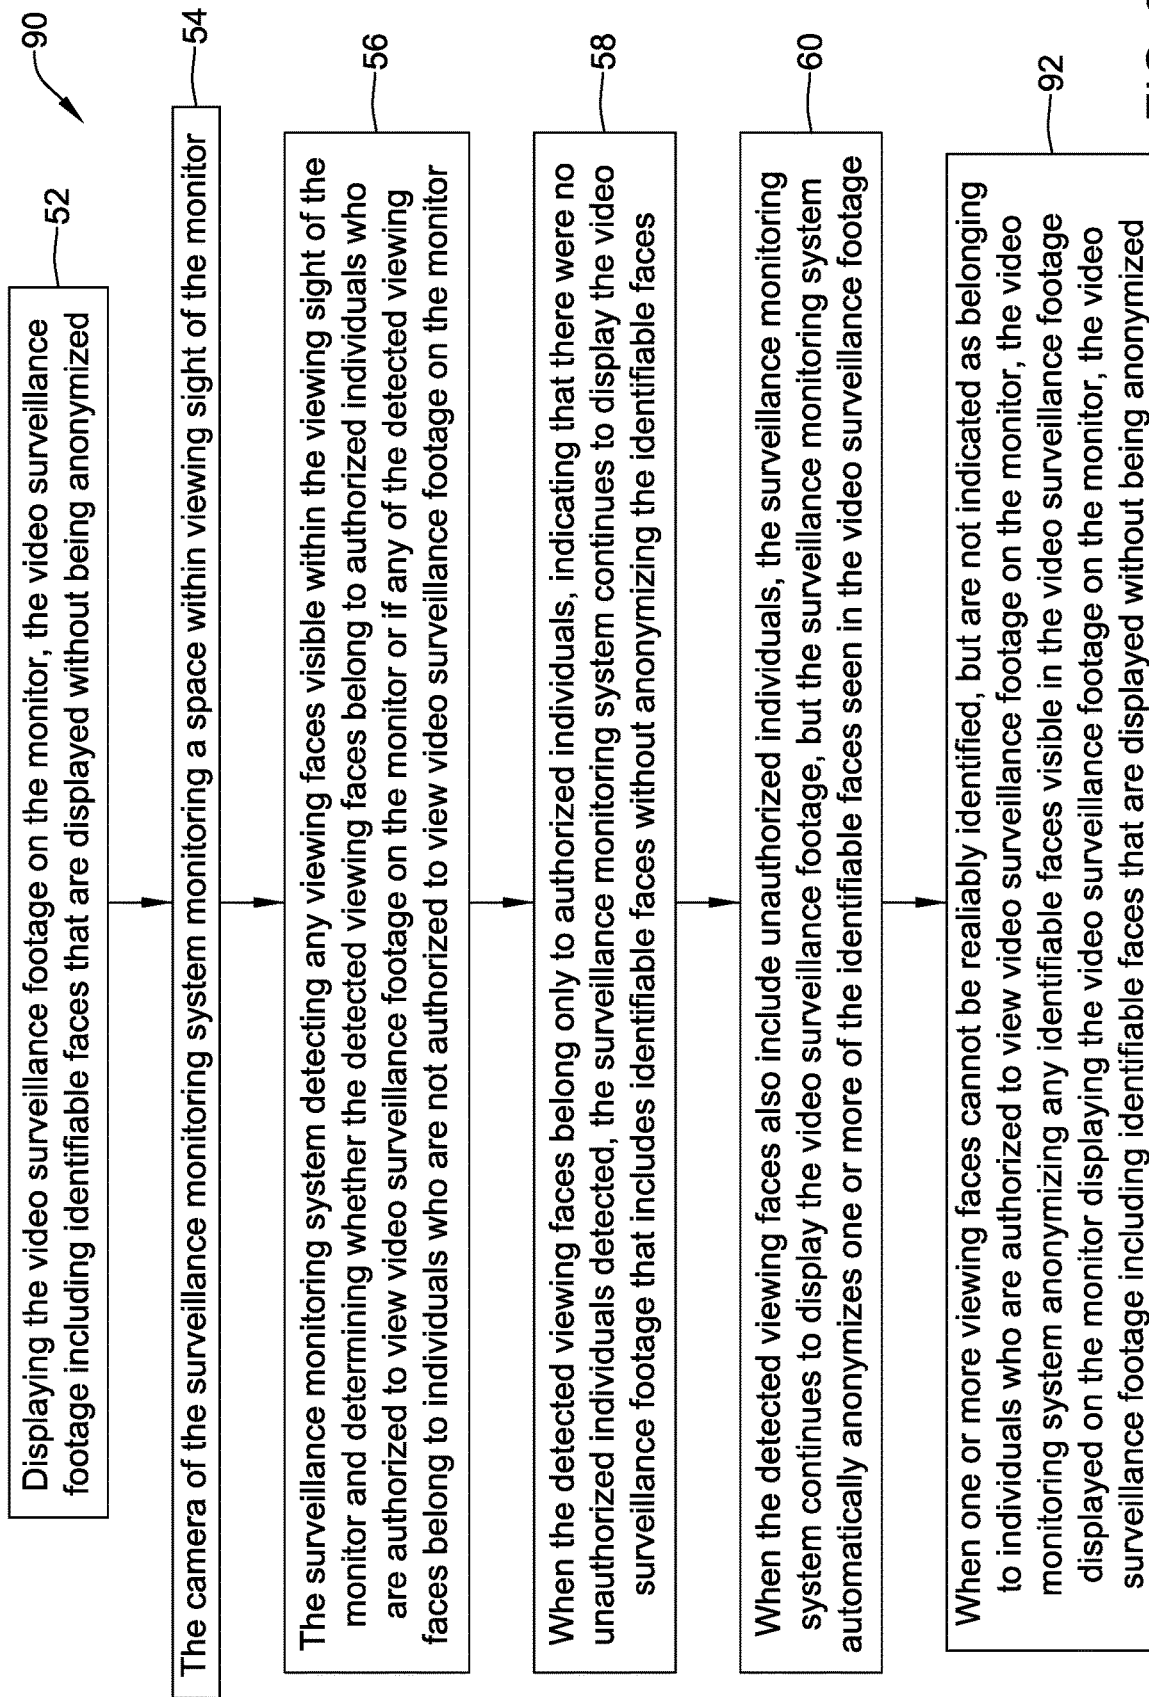 90
52
Displaying the video surveillance footage on the monitor, the video surveillance
footage including identifiable faces that are displayed without being anonymized
54
The camera of the surveillance monitoring system monitoring a space within viewing sight of the monitor
56
The surveillance monitoring system detecting any viewing faces visible within the viewing sight of the
monitor and determining whether the detected viewing faces belong to authorized individuals who
are authorized to view video surveillance footage on the monitor or if any of the detected viewing
faces belong to individuals who are not authorized to view video surveillance footage on the monitor
58
When the detected viewing faces belong only to authorized individuals, indicating that there were no
unauthorized individuals detected, the surveillance monitoring system continues to display the video
surveillance footage that includes identifiable faces without anonymizing the identifiable faces
60
When the detected viewing faces also include unauthorized individuals, the surveillance monitoring
system continues to display the video surveillance footage, but the surveillance monitoring system
automatically anonymizes one or more of the identifiable faces seen in the video surveillance footage
92
When one or more viewing faces cannot be realiably identified, but are not indicated as belonging
to individuals who are authorized to view video surveillance footage on the monitor, the video
monitoring system anonymizing any identifiable faces visible in the video surveillance footage
displayed on the monitor displaying the video surveillance footage on the monitor, the video
surveillance footage including identifiable faces that are displayed without being anonymized